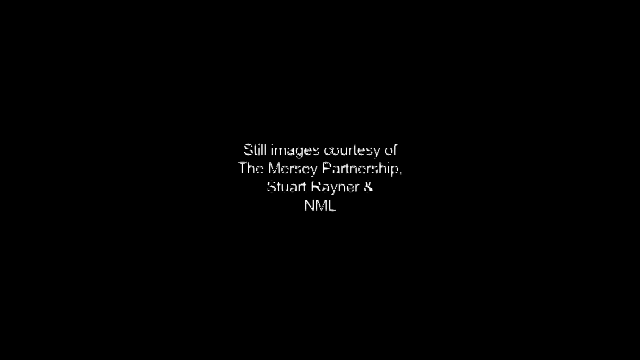 Still images courtesy of
The Mersey Partnership,
Stuart Rayner &
NML